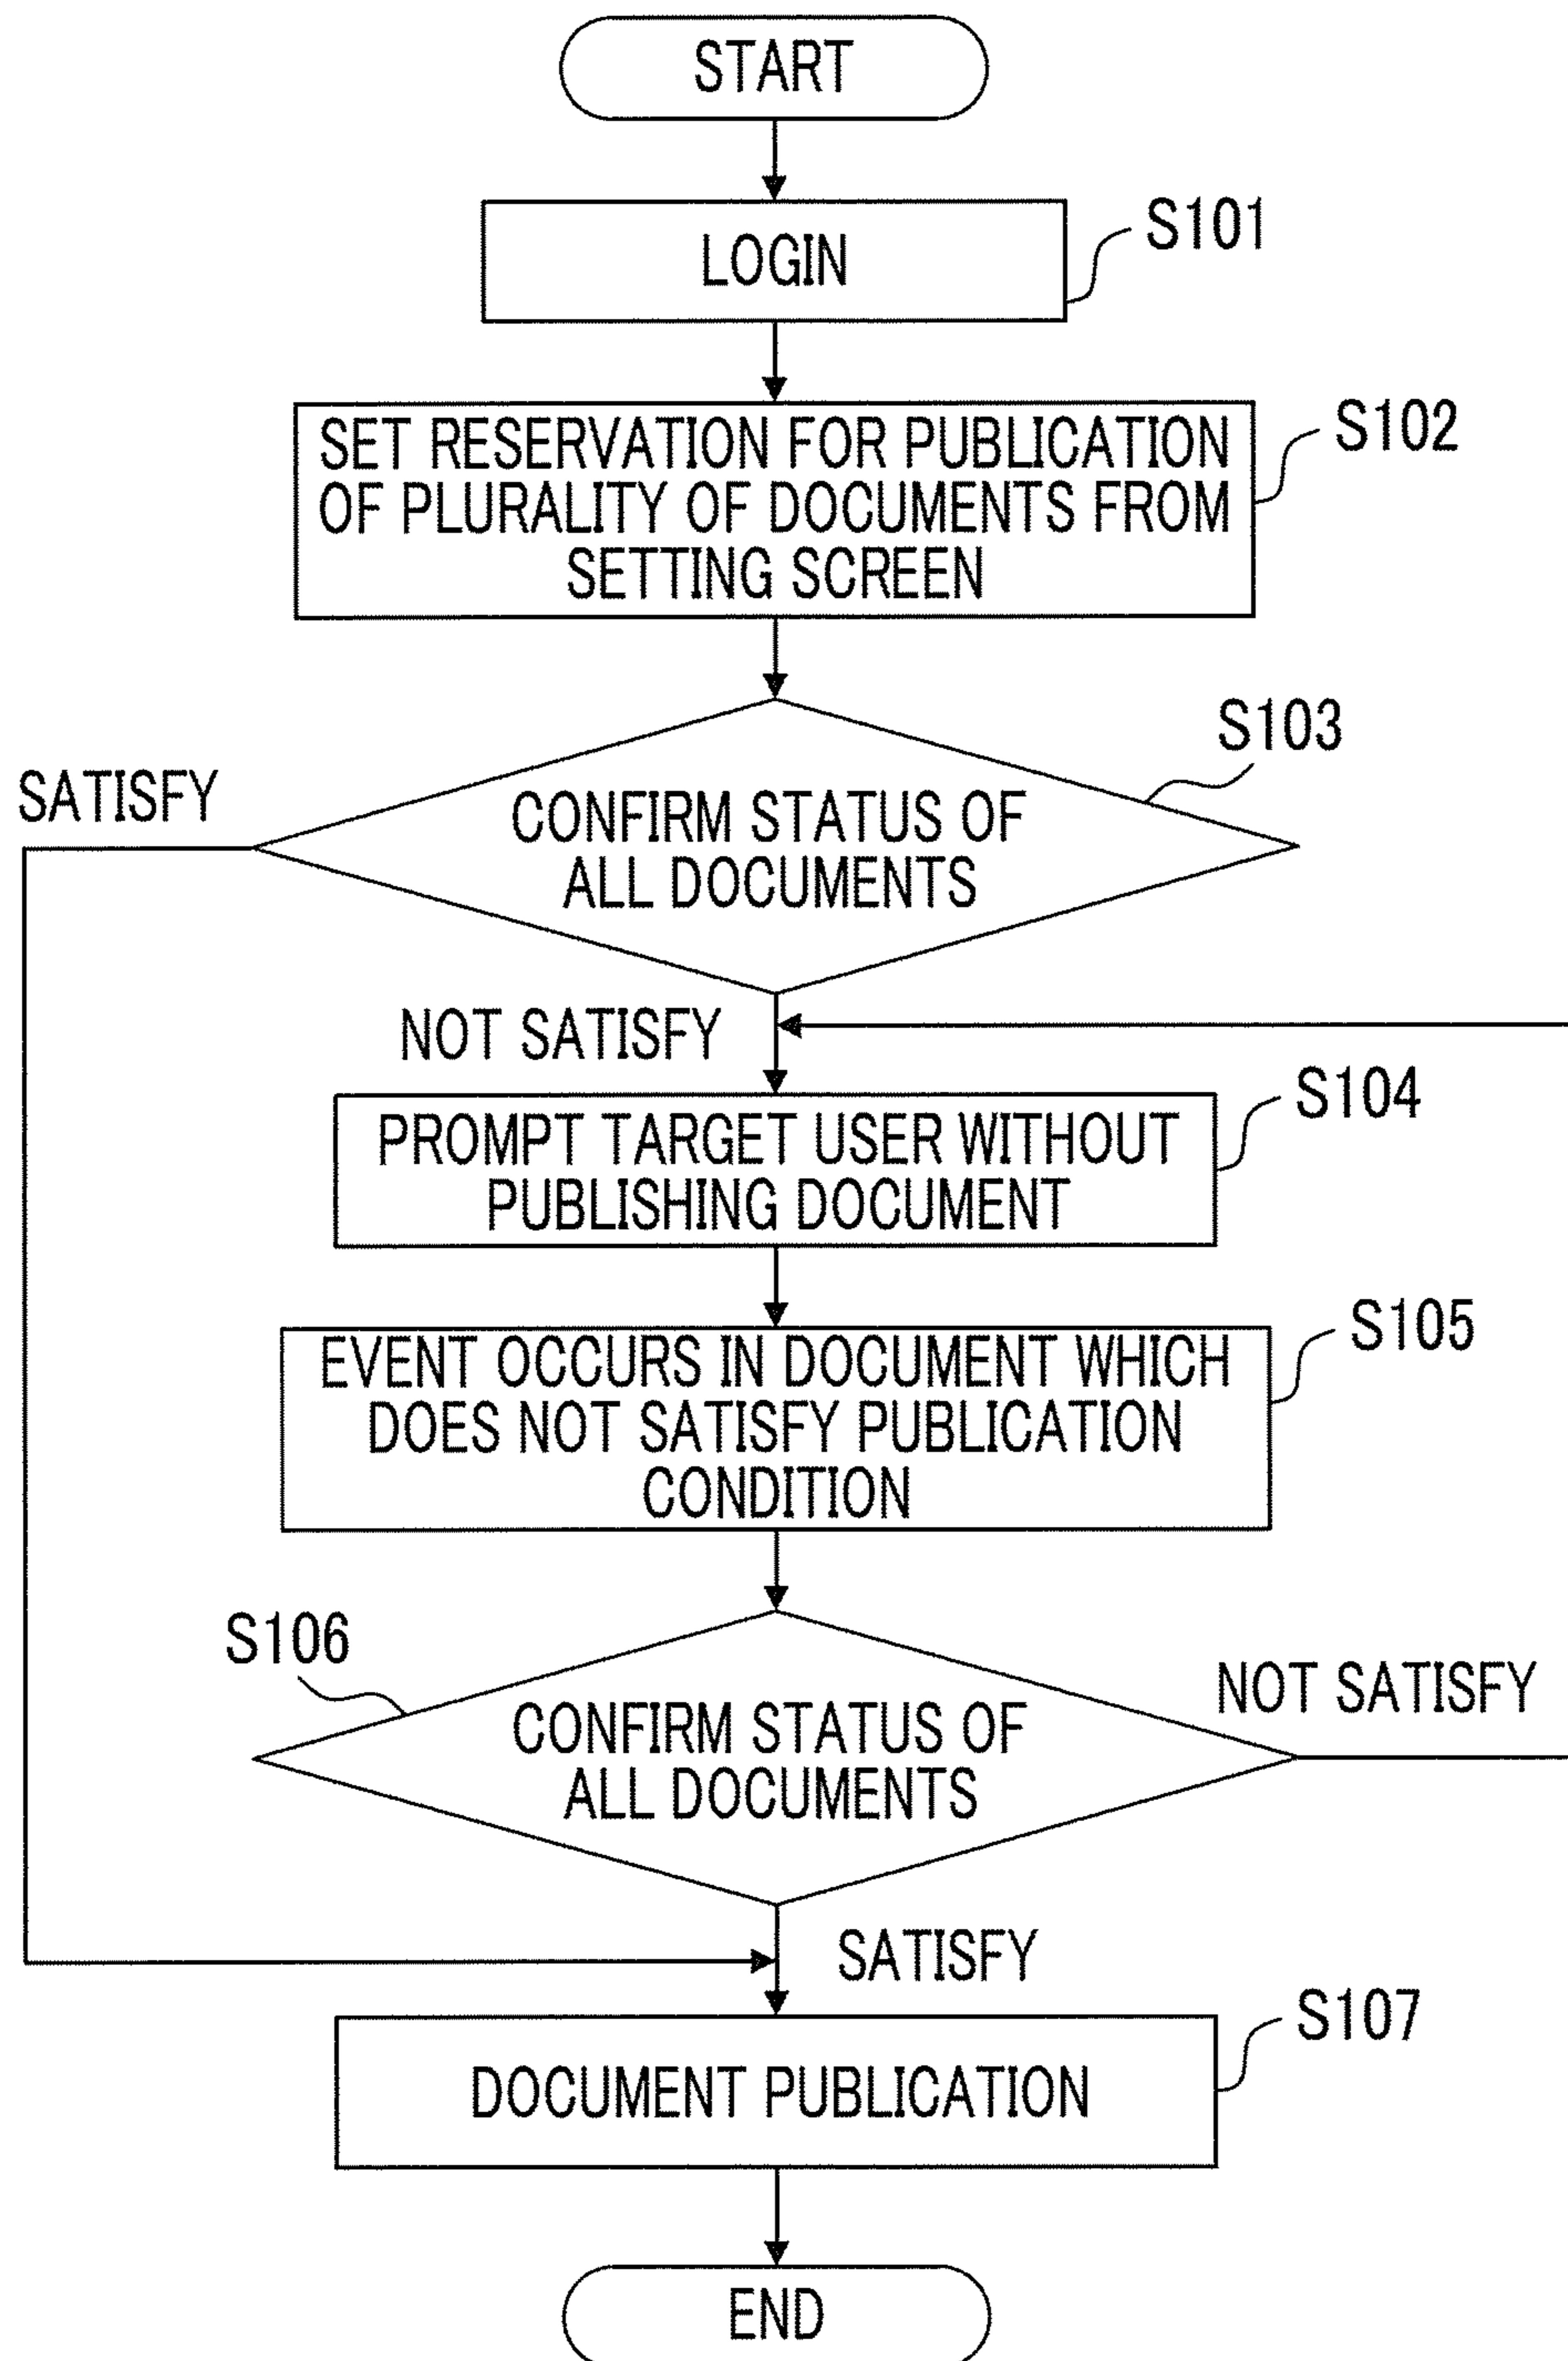 START
LOGIN
S101
SET RESERVATION FOR PUBLICATION
OF PLURALITY OF DOCUMENTS FROM
SETTING SCREEN
S102
S103
SATISFY
CONFIRM STATUS OF
ALL DOCUMENTS
NOT SATISFY
S104
PROMPT TARGET USER WITHOUT
PUBLISHING DOCUMENT
S105
EVENT OCCURS IN DOCUMENT WHICH
DOES NOT SATISFY PUBLICATION
CONDITION
S106
NOT SATISFY
CONFIRM STATUS OF
ALL DOCUMENTS
SATISFY
S107
DOCUMENT PUBLICATION
END